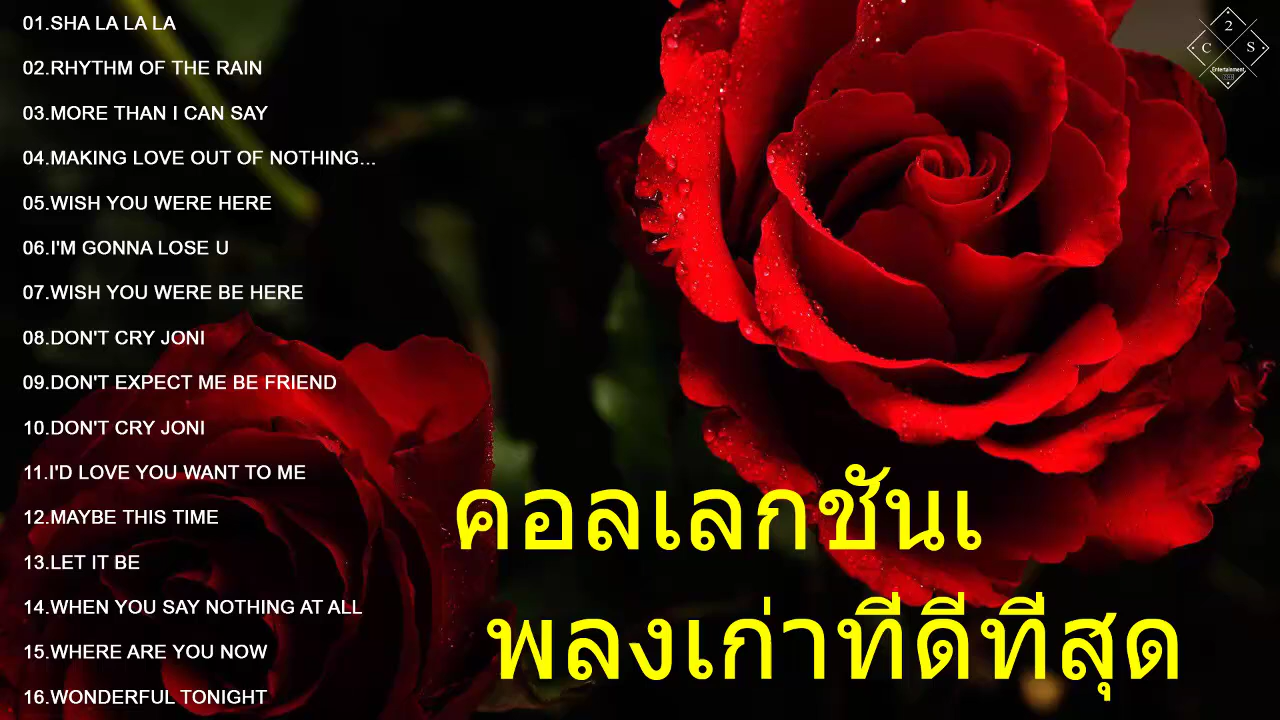 01.SHA LA LA LA
02.RHYTHM OF THE RAIN
03.MORE THAN I CAN SAY
04.MAKING LOVE OUT OF NOTHING...
05.WISH YOU WERE HERE
06.I'M GONNA LOSE U
07.WISH YOU WERE BE HERE
08.DON'T CRY JONI
09.DON'T EXPECT ME BE FRIEND
10.DON'T CRY JONI
11.I'D LOVE YOU WANT TO ME
12.MAYBE THIS TIME
13.LET IT BE
14.WHEN YOU SAY NOTHING AT ALL
15.WHERE ARE YOU NOW
16.WONDERFUL TONIGHT
2
C S
Entertainment
คอลเลกชันเ
พลงเก่าที่ดีที่สุด